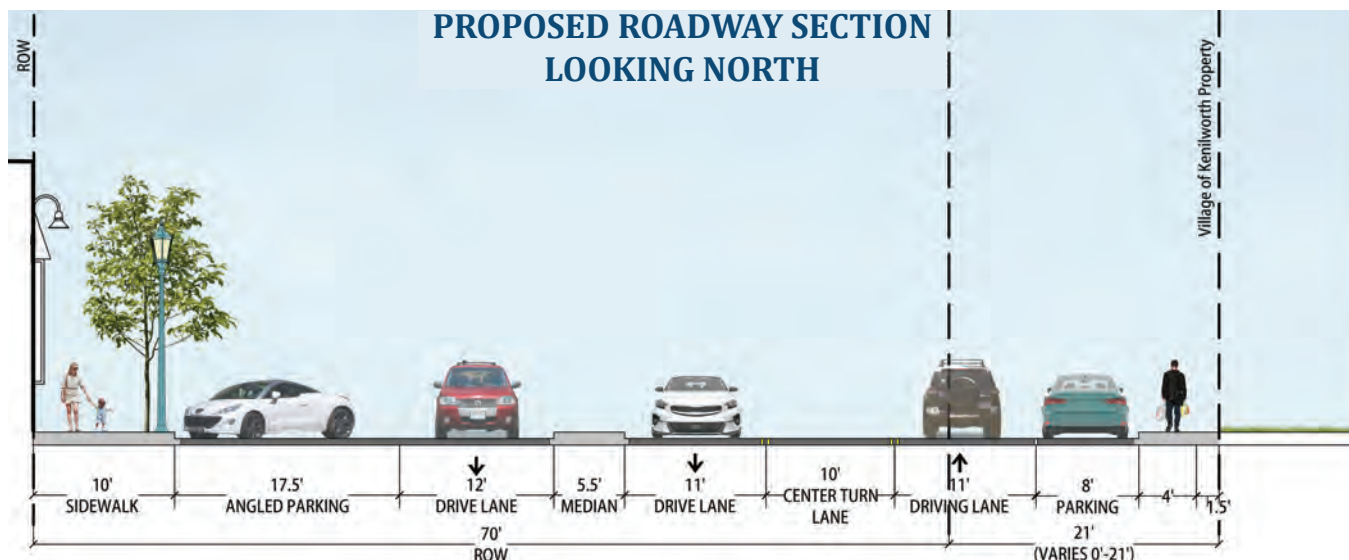 PROPOSED ROADWAY SECTION
LOOKING NORTH
ROW
Village of Kenilworth Property
10'
SIDEWALK
17.5'
ANGLED PARKING
12'
DRIVE LANE
5.5'
MEDIAN
11'
DRIVE LANE
10'
CENTER TURN
LANE
11'
DRIVING LANE
8'
PARKING
4'
1.5'
70'
ROW
21'
(VARIES 0'-21')